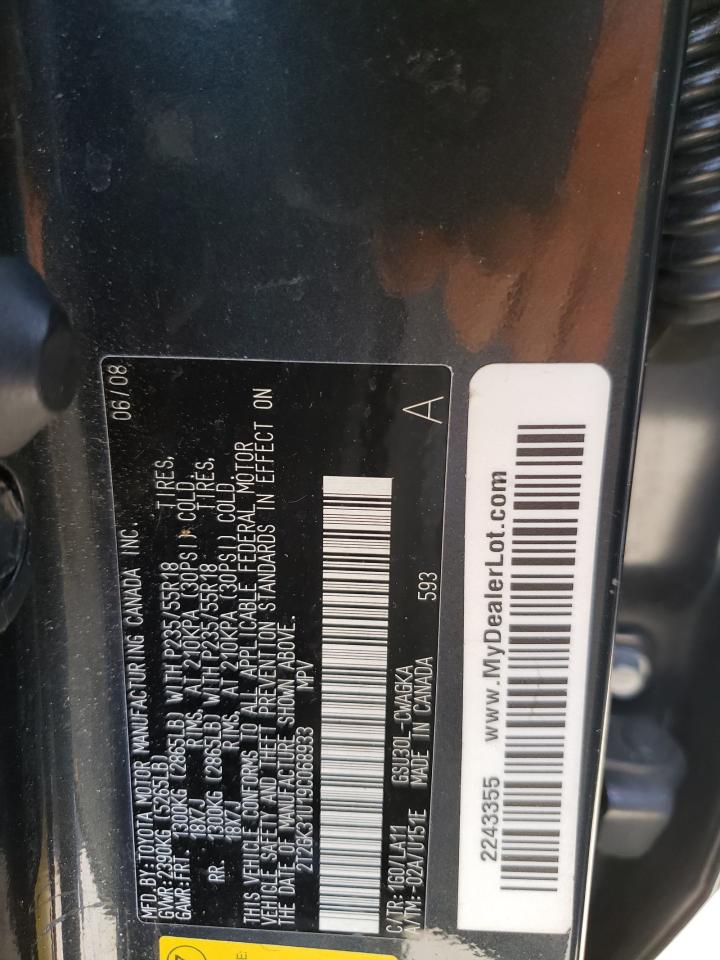 MFD. BY:TOYOTA MOTOR MANUFACTURING CANADA INC. 06/08
GVWR:2390KG (5265LB)
GAWR:FRT. 1300KG (2865LB) WITH P235/55R18 TIRES,
18X7J RIMS, AT 210KPA (30PSI) COLD.
RR. 1300KG (2865LB) WITH P235/55R18 TIRES,
18X7J RIMS, AT 210KPA (30PSI) COLD.
THIS VEHICLE CONFORMS TO ALL APPLICABLE FEDERAL MOTOR
VEHICLE SAFETY AND THEFT PREVENTION STANDARDS IN EFFECT ON
THE DATE OF MANUFACTURE SHOWN ABOVE.
2T2GK31U19C068933 MPV
C/TR: 1G0/LA11 GSU30L-CWAGKA
A/TM:-02A/U151E MADE IN CANADA 593 A
2243355 www.MyDealerLot.com